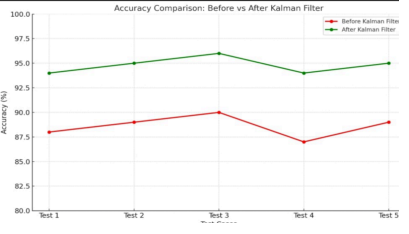 Accuracy Comparison: Before vs After Kalman Filter
Before Kalman Filter
After Kalman Filter
Accuracy (%)
100.0
97.5
95.0
92.5
90.0
87.5
85.0
82.5
80.0
Test 1 Test 2 Test 3 Test 4 Test 5